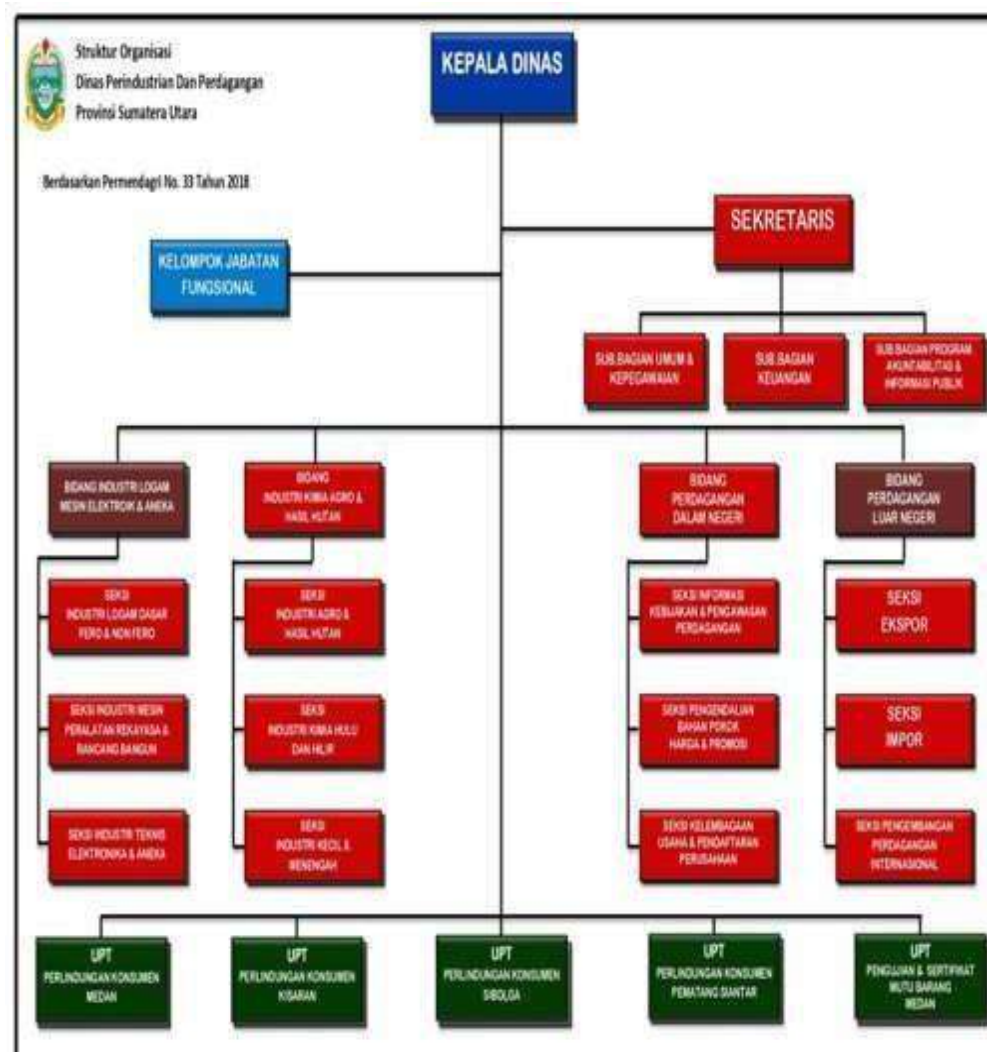 Struktur Organisasi
Dinas Perindustrian Dan Perdagangan
Provinsi Sumatera Utara
Berdasarkan Permendagri No. 33 Tahun 2018
KEPALA DINAS
SEKRETARIS
KELOMPOK JABATAN
FUNGSIONAL
SUB.BAGIAN UMUM &
KEPEGAWAIAN
SUB.BAGIAN
KEUANGAN
SUB.BAGIAN PROGRAM
AKUNTABILITAS &
INFORMASI PUBLIK
BIDANG INDUSTRI LOGAM
MESIN ELEKTROIK & ANEKA
BIDANG
INDUSTRI KIMIA AGRO &
HASIL HUTAN
BIDANG
PERDAGANGAN
DALAM NEGERI
BIDANG
PERDAGANGAN
LUAR NEGERI
SEKSI
INDUSTRI LOGAM DASAR
FERO & NON FERO
SEKSI
INDUSTRI AGRO &
HASIL HUTAN
SEKSI INFORMASI
KEBIJAKAN & PENGAWASAN
PERDAGANGAN
SEKSI
EKSPOR
SEKSI INDUSTRI MESIN
PERALATAN REKAYASA &
RANCANG BANGUN
SEKSI
INDUSTRI KIMIA HULU
DAN HILIR
SEKSI PENGENDALIAN
BAHAN POKOK
HARGA & PROMOSI
SEKSI
IMPOR
SEKSI INDUSTRI TEKNIS
ELEKTRONIKA & ANEKA
SEKSI
INDUSTRI KECIL &
MENENGAH
SEKSI KELEMBAGAAN
USAHA & PENDAFTARAN
PERUSAHAAN
SEKSI PENGEMBANGAN
PERDAGANGAN
INTERNASIONAL
UPT
PERLINDUNGAN KONSUMEN
MEDAN
UPT
PERLINDUNGAN KONSUMEN
KISARAN
UPT
PERLINDUNGAN KONSUMEN
SIBOLGA
UPT
PERLINDUNGAN KONSUMEN
PEMATANG SIANTAR
UPT
PENGUJIAN & SERTIFIKAT
MUTU BARANG
MEDAN